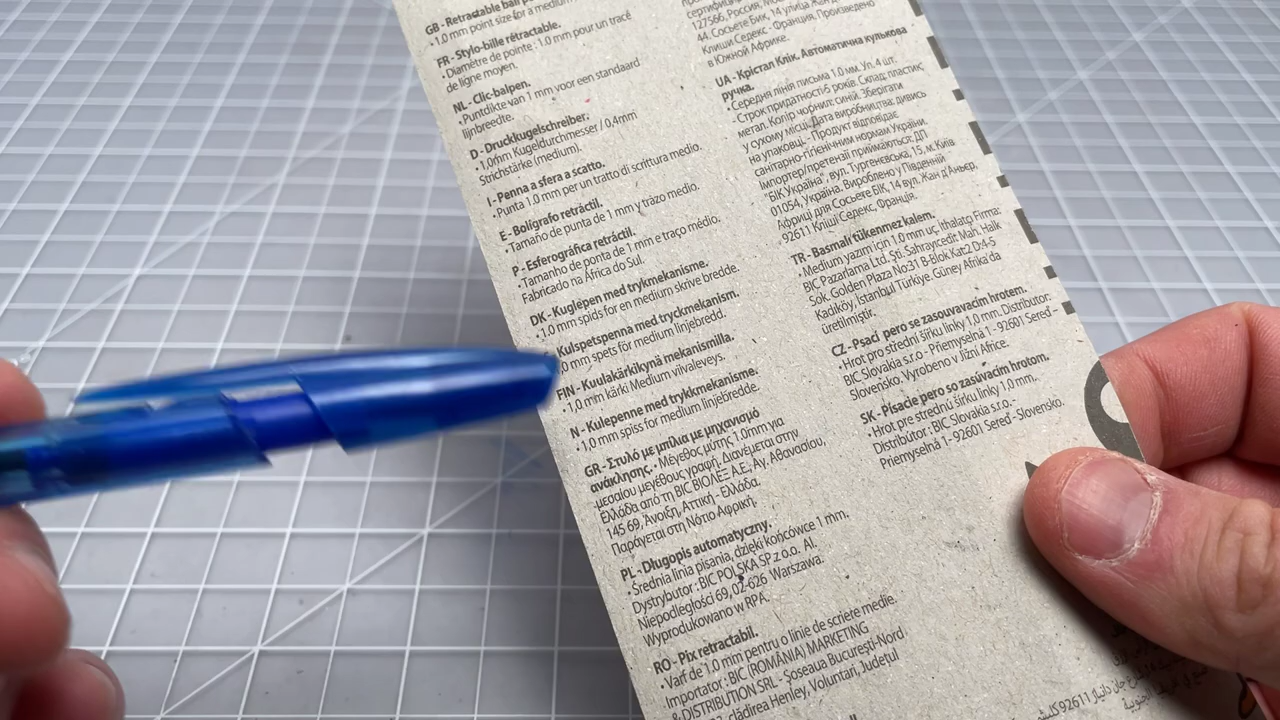 GB - Retractable ball
• 1.0 mm point size for a medium
FR - Stylo-bille rétractable.
• Diamètre de pointe : 1.0 mm pour un tracé
de ligne moyen.
NL - Clic-balpen.
• Puntdikte van 1 mm voor een standaard
lijnbreedte.
D - Druckkugelschreiber.
• 1,0mm Kugeldurchmesser / 0.4mm
Strichstärke (medium).
I - Penna a sfera a scatto.
• Punta 1.0 mm per un tratto di scrittura medio.
E - Bolígrafo retráctil.
• Tamaño de punta de 1 mm y trazo medio.
P - Esferográfica retráctil.
• Tamanho de ponta de 1 mm e traço médio.
Fabricado na África do Sul.
DK - Kuglepen med trykmekanisme.
• 1,0 mm spids for en medium skrive bredde.
Kulspetspenna med tryckmekanism.
mm spets för medium linjebredd.
FIN - Kuulakärkikynä mekanismilla.
• 1,0 mm kärki Medium viivaleveys.
N - Kulepenne med trykkmekanisme.
• 1,0 mm spiss for medium linjebredde.
GR - Στυλό με μπίλια με μηχανισμό
ανάκλησης. • Μέγεθος μύτης 1.0mm για
μεσαίου μεγέθους γραφή. Διανέμεται στην
Ελλάδα από τη BIC ΒΙΟΛΕΞ Α.Ε., Αγ. Αθανασίου,
145 69, Άνοιξη, Αττική - Ελλάδα.
Παράγεται στη Νότιο Αφρική.
PL - Długopis automatyczny.
• Średnia linia pisania, dzięki końcówce 1 mm.
Dystrybutor: BIC POLSKA SP z o.o. Al.
Niepodległości 69, 02-626 Warszawa.
Wyprodukowano w RPA.
RO - Pix retractabil.
• Varf de 1.0 mm pentru o linie de scriere medie.
Importator : BIC (ROMÂNIA) MARKETING
& DISTRIBUTION SRL - Şoseaua Bucureşti-Nord
clădirea Henley, Voluntari, Judeţul
127566, Россия, 
44. Сосьете Бик, 14 улица Жан
Клиши Седекс - Франция. Произведено
в Южной Африке.
UA - Крістал Клік. Автоматична кулькова
ручка.
• Середня лінія письма 1.0 мм. Уп. 4 шт.
- Строк придатності 5 років. Склад: пластик,
метал. Колір чорнил: синій. Зберігати
у сухому місці. Дата виробництва: дивись
на упаковці. - Продукт відповідає
санітарно-гігієнічним нормам України.
Імпортер/претензії приймаються: ДП
"БІК Україна", вул. Тургенєвська, 15, м. Київ
01054, Україна. Вироблено у Південній
Африці для Сосьєте БІК, 14 вул. Жан Д'Аньєр,
92611 Кліші Седекс, Франція.
TR - Basmalı tükenmez kalem.
• Medium yazım için 1.0 mm uç. İthalatçı Firma:
BIC Pazarlama Ltd. Şti. Sahrayıcedit Mah. Halk
Sok. Golden Plaza No:31 B-Blok Kat:2 D:4-5
Kadıköy, İstanbul Türkiye. Güney Afrika'da
üretilmiştir.
CZ - Psací pero se zasouvacím hrotem.
• Hrot pro střední šířku linky 1,0 mm. Distributor:
BIC Slovakia s.r.o - Priemyselná 1 - 92601 Sereď -
Slovensko. Vyrobeno v Jižní Africe.
SK - Písacie pero so zasúvacím hrotom.
• Hrot pre strednú šírku linky 1,0 mm.
Distribútor : BIC Slovakia s.r.o.-
Priemyselná 1- 92601 Sereď - Slovensko.